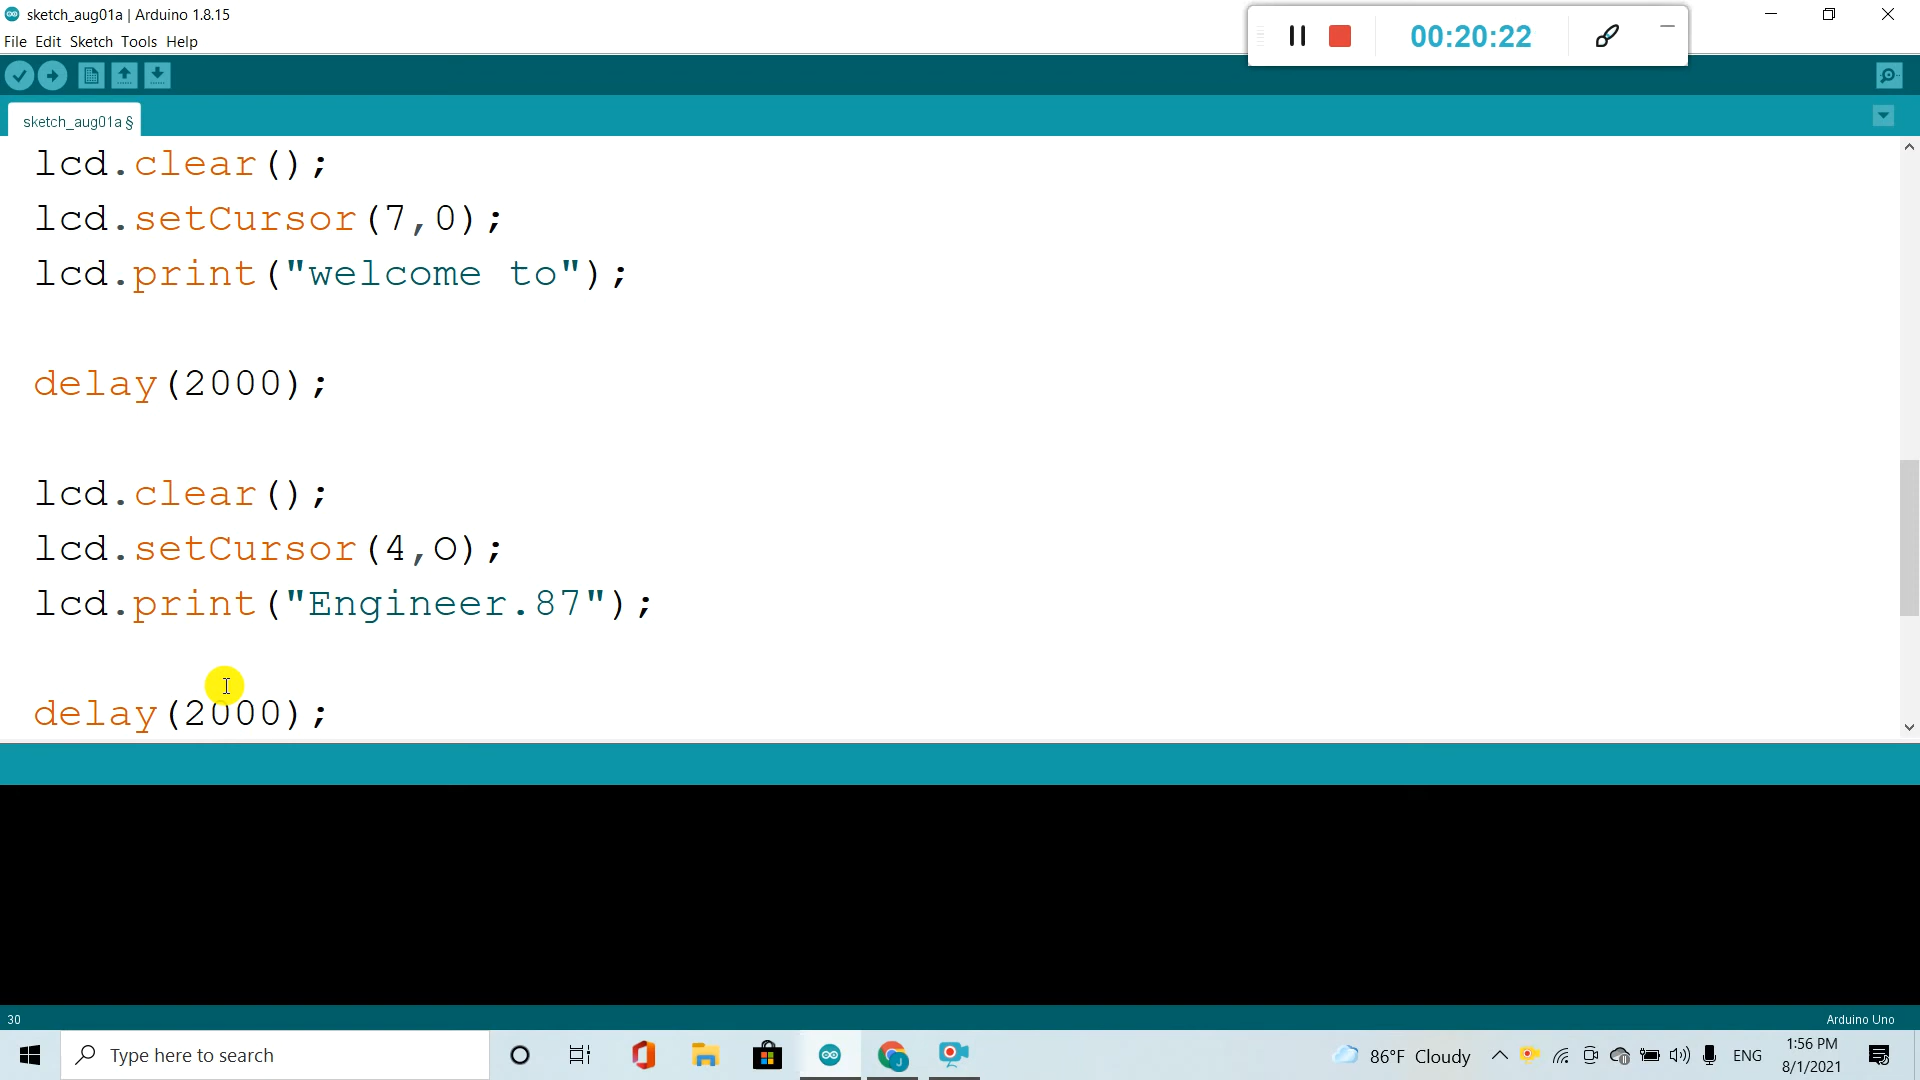 sketch_aug01a | Arduino 1.8.15
File Edit Sketch Tools Help
00:20:22
sketch_aug01a §
lcd.clear();
lcd.setCursor(7,0);
lcd.print("welcome to");
delay(2000);
lcd.clear();
lcd.setCursor(4,O);
lcd.print("Engineer.87");
delay(2000);
30
Arduino Uno
Type here to search
86°F Cloudy
ENG
1:56 PM
8/1/2021